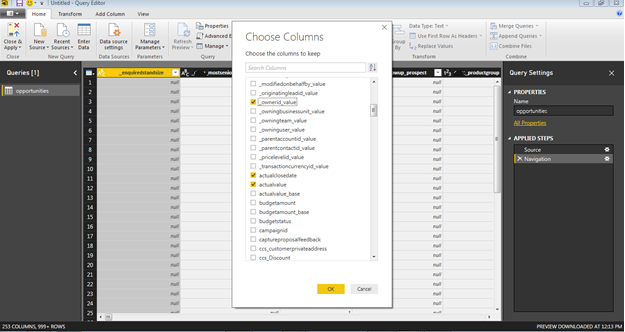 Untitled - Query Editor
File
Home
Transform
Add Column
View
Close & Apply
New Source
Recent Sources
Enter Data
Data source settings
Manage Parameters
Refresh Preview
Properties
Advanced E
Manage
Group By
Data Type: Text
Use First Row As Headers
Replace Values
Merge Queries
Append Queries
Combine Files
Close
New Query
Data Sources
Parameters
Transform
Combine
Queries [1]
opportunities
_esquiredstandsize
_mostsenior
wup_prospect
_productgroup
1 null
2 null
3 null
4 null
5 null
6 null
7 null
8 null
9 null
10 null
11 null
12 null
13 null
14 null
15 null
16 null
17 null
18 null
19 null
20 null
21 null
22 null
23 null
24 null
25 null
Choose Columns
Choose the columns to keep
Search Columns
_modifiedonbehalfby_value
_originatingleadid_value
_ownerid_value
_owningbusinessunit_value
_owningteam_value
_owninguser_value
_parentaccountid_value
_parentcontactid_value
_pricelevelid_value
_transactioncurrencyid_value
actualclosedate
actualvalue
actualvalue_base
budgetamount
budgetamount_base
budgetstatus
campaignid
captureproposalfeedback
ccs_customerprivateaddress
ccs_Discount
OK
Cancel
Query Settings
PROPERTIES
Name
opportunities
All Properties
APPLIED STEPS
Source
Navigation
253 COLUMNS, 999+ ROWS
PREVIEW DOWNLOADED AT 12:13 PM